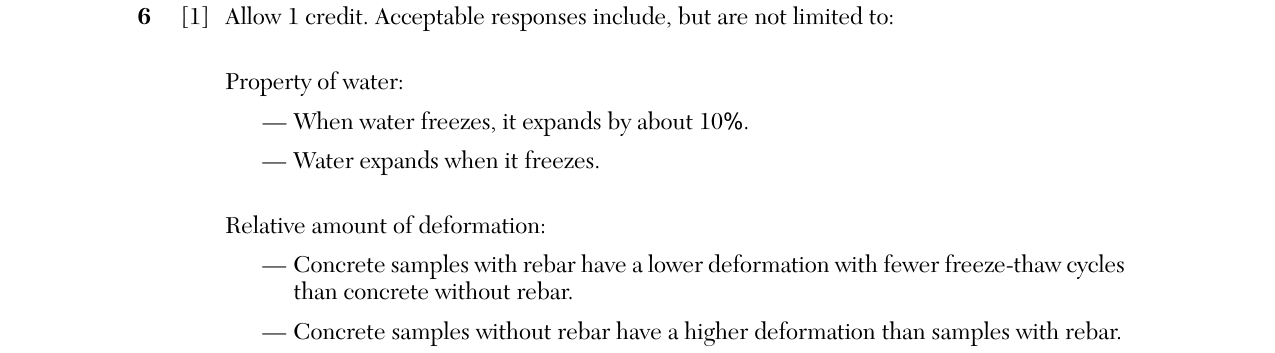 6 [1] Allow 1 credit. Acceptable responses include, but are not limited to:
Property of water:
— When water freezes, it expands by about 10%.
— Water expands when it freezes.
Relative amount of deformation:
— Concrete samples with rebar have a lower deformation with fewer freeze-thaw cycles
than concrete without rebar.
— Concrete samples without rebar have a higher deformation than samples with rebar.